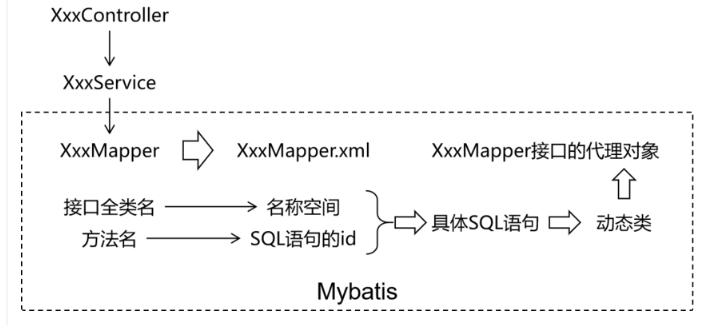 XxxController
XxxService
XxxMapper XxxMapper.xml XxxMapper接口的代理对象
接口全类名 名称空间
方法名 SQL语句的id
具体SQL语句 动态类
Mybatis